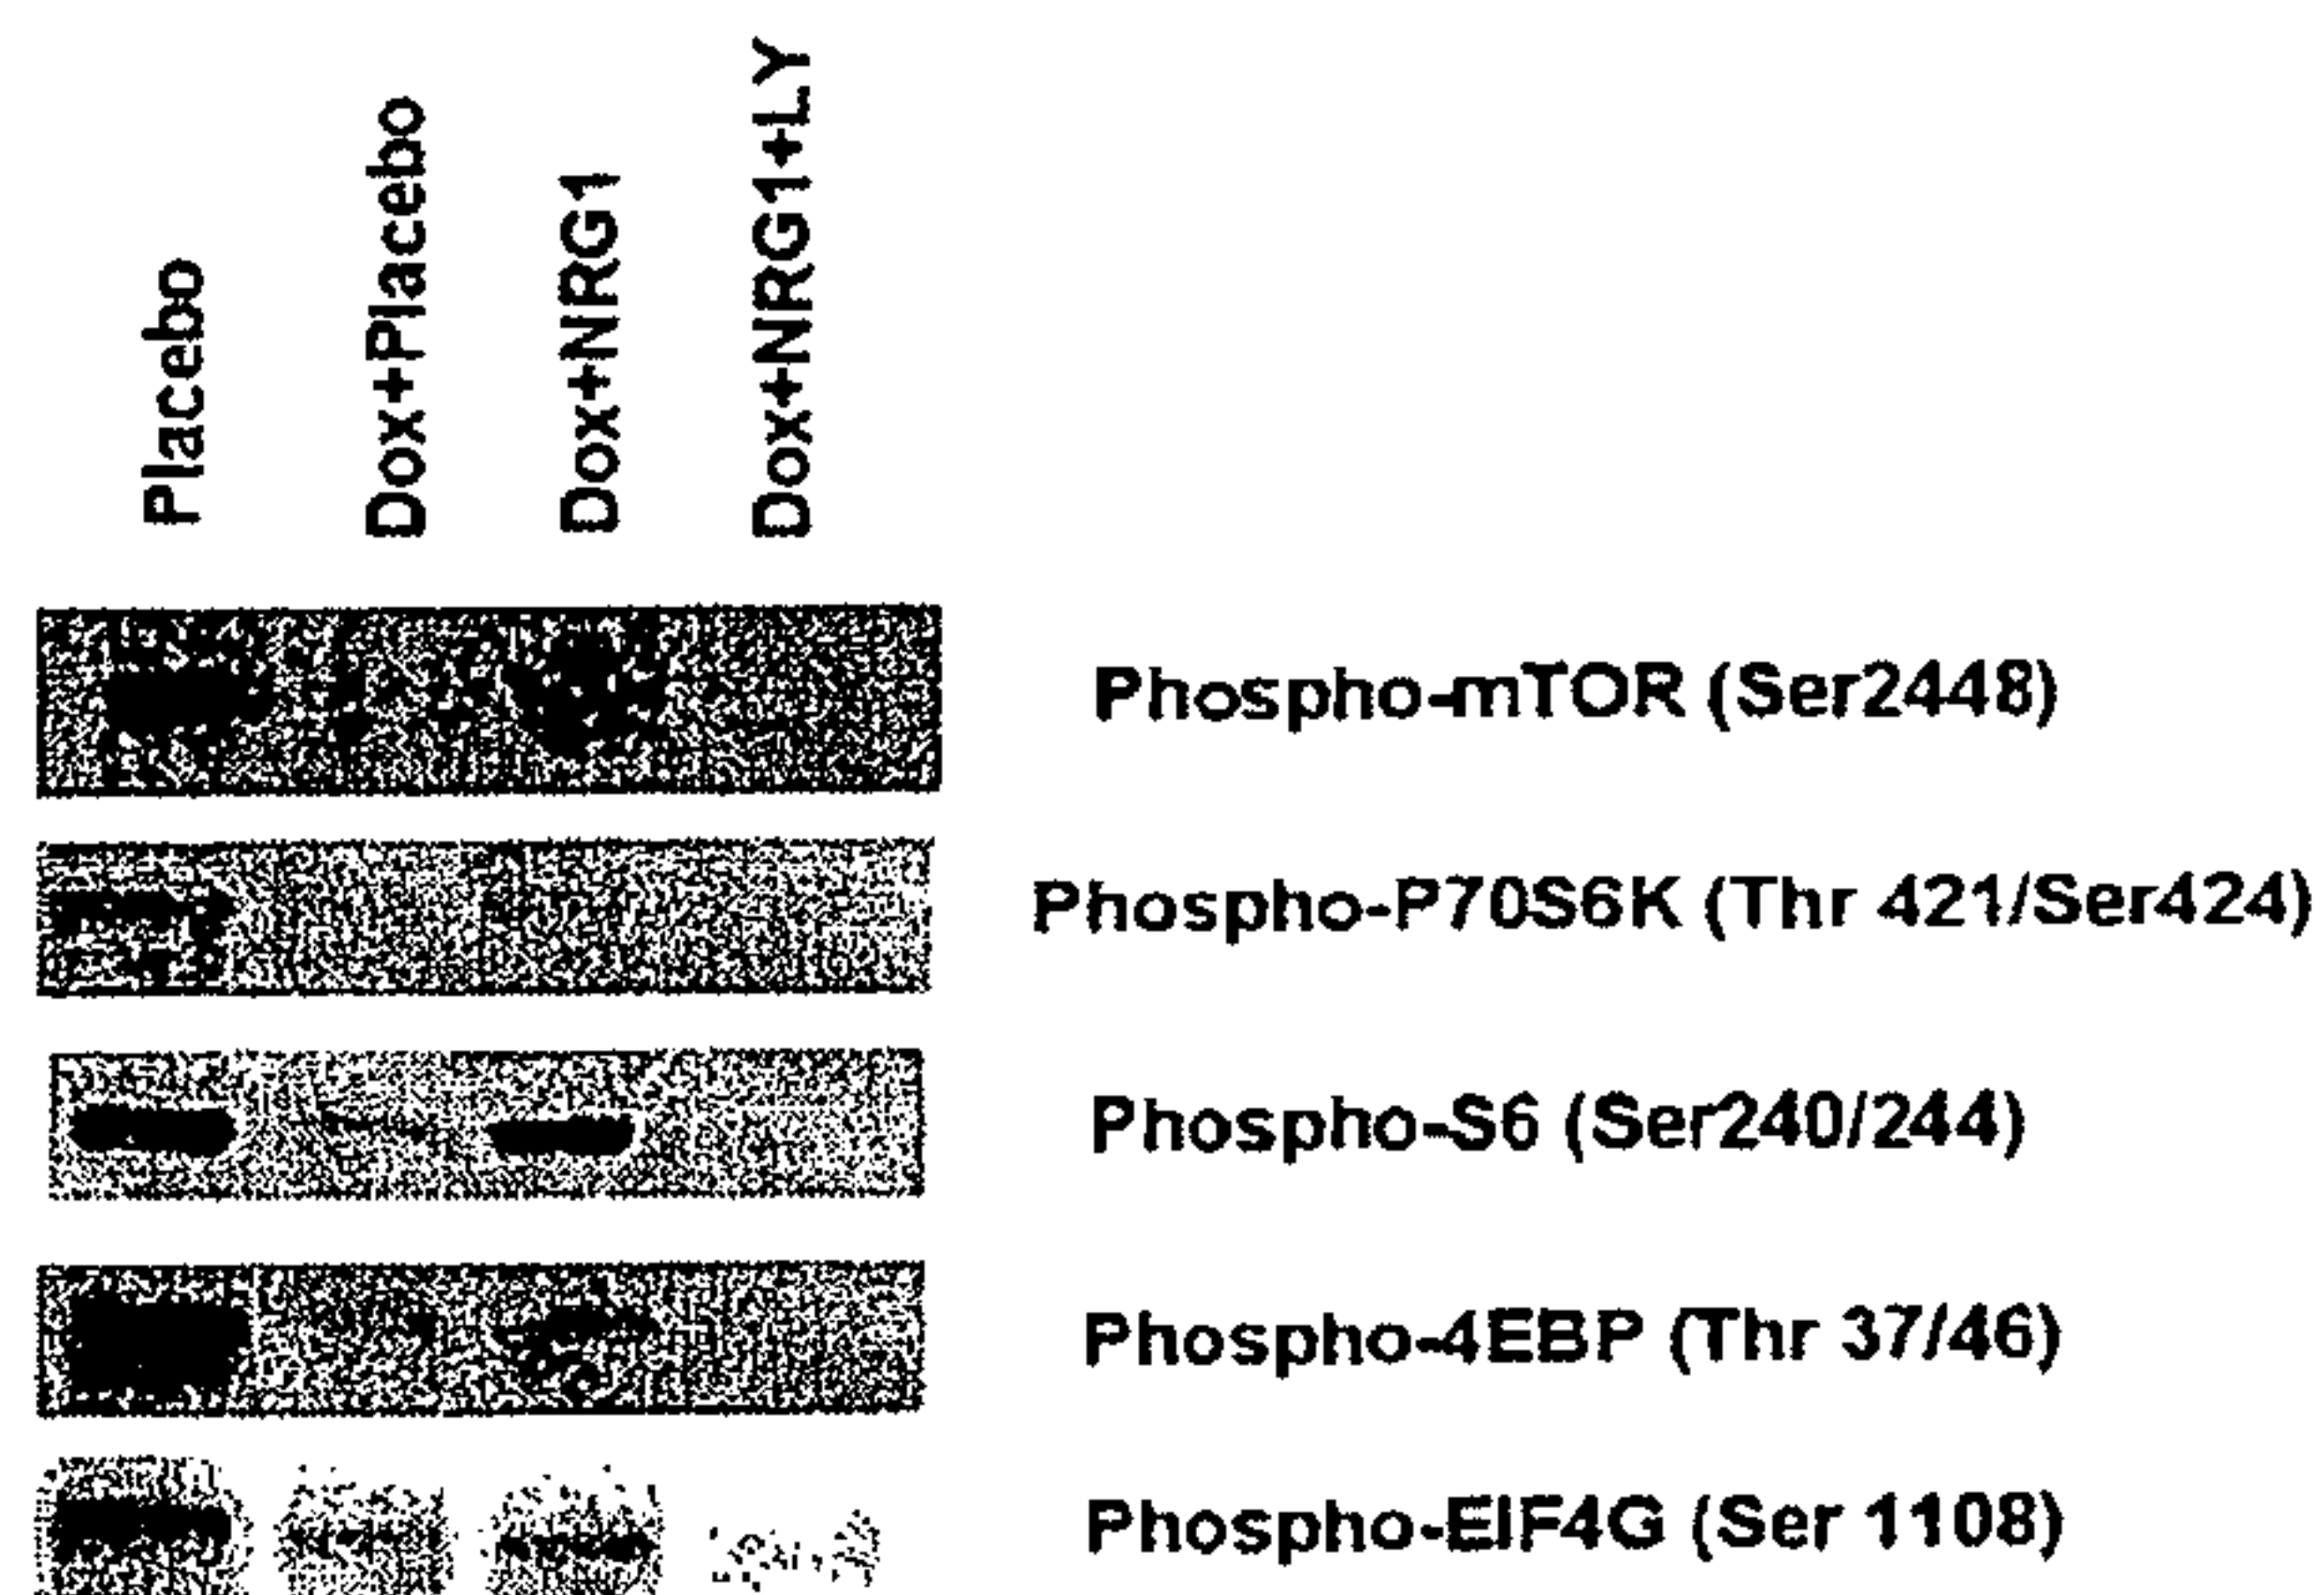 Placebo
Dox+Placebo
Dox+NRG1
Dox+NRG1+LY
Phospho-mTOR (Ser2448)
Phospho-P70S6K (Thr 421/Ser424)
Phospho-S6 (Ser240/244)
Phospho-4EBP (Thr 37/46)
Phospho-EIF4G (Ser 1108)